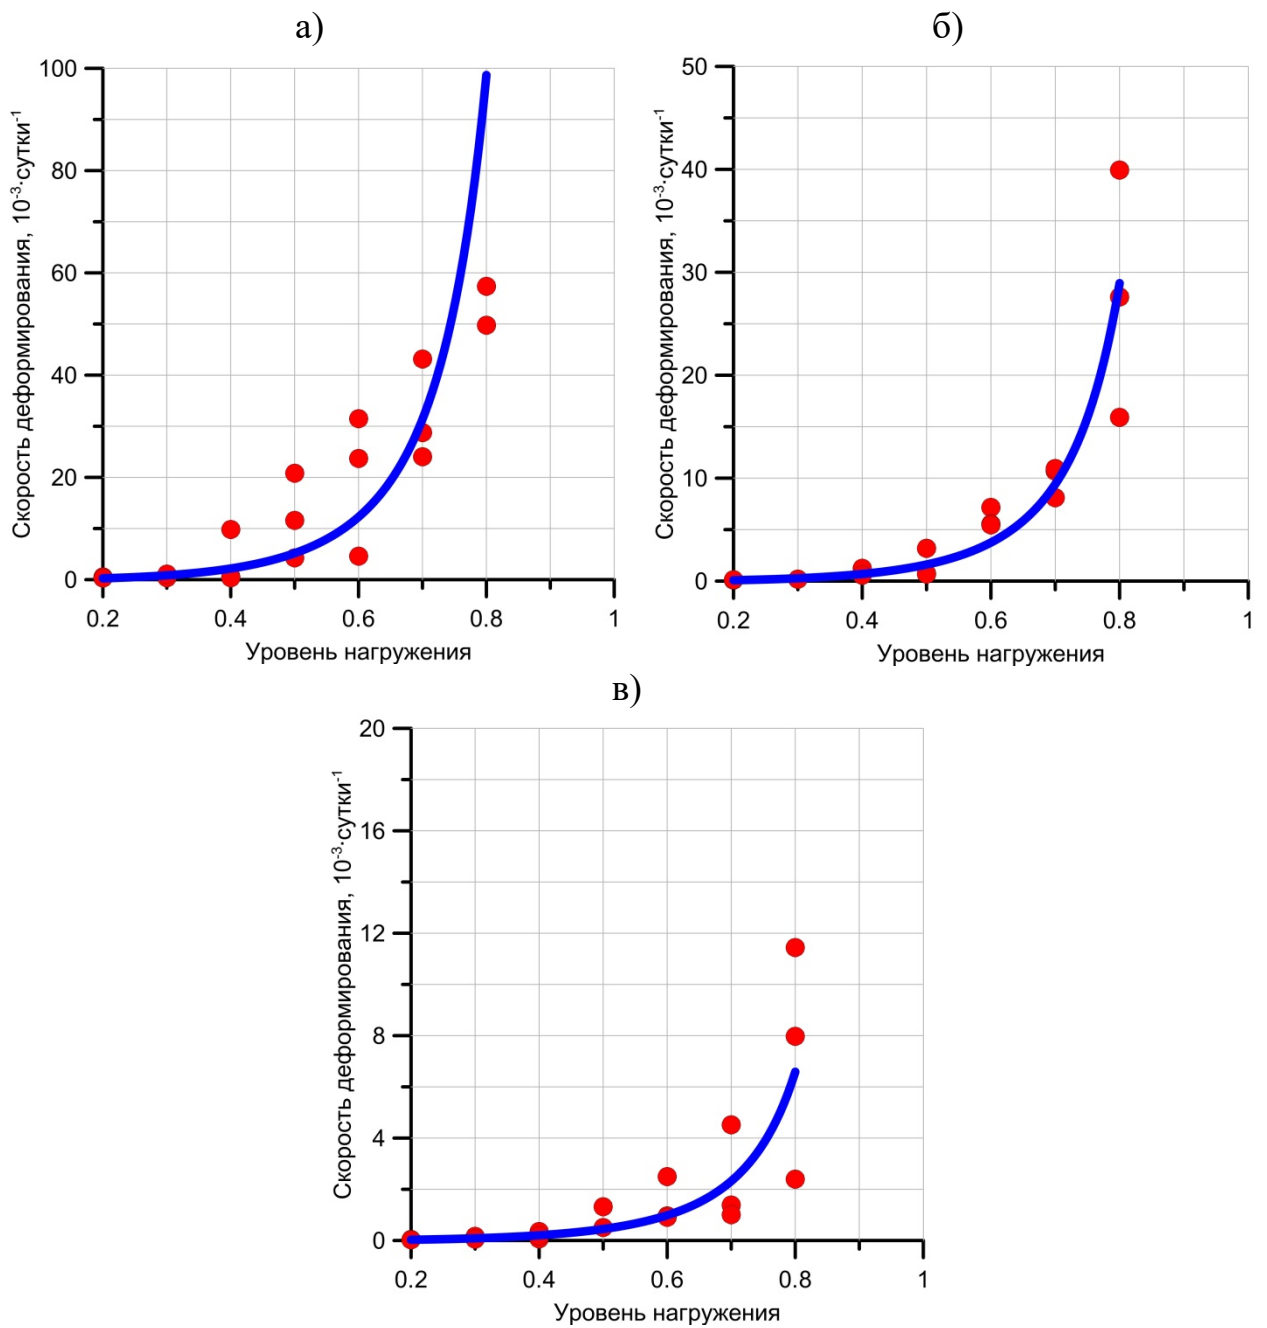 а)
Скорость деформирования, 10⁻³·сутки⁻¹
100
80
60
40
20
0
0.2 0.4 0.6 0.8 1
Уровень нагружения
б)
Скорость деформирования, 10⁻³·сутки⁻¹
50
40
30
20
10
0
0.2 0.4 0.6 0.8 1
Уровень нагружения
в)
Скорость деформирования, 10⁻³·сутки⁻¹
20
16
12
8
4
0
0.2 0.4 0.6 0.8 1
Уровень нагружения